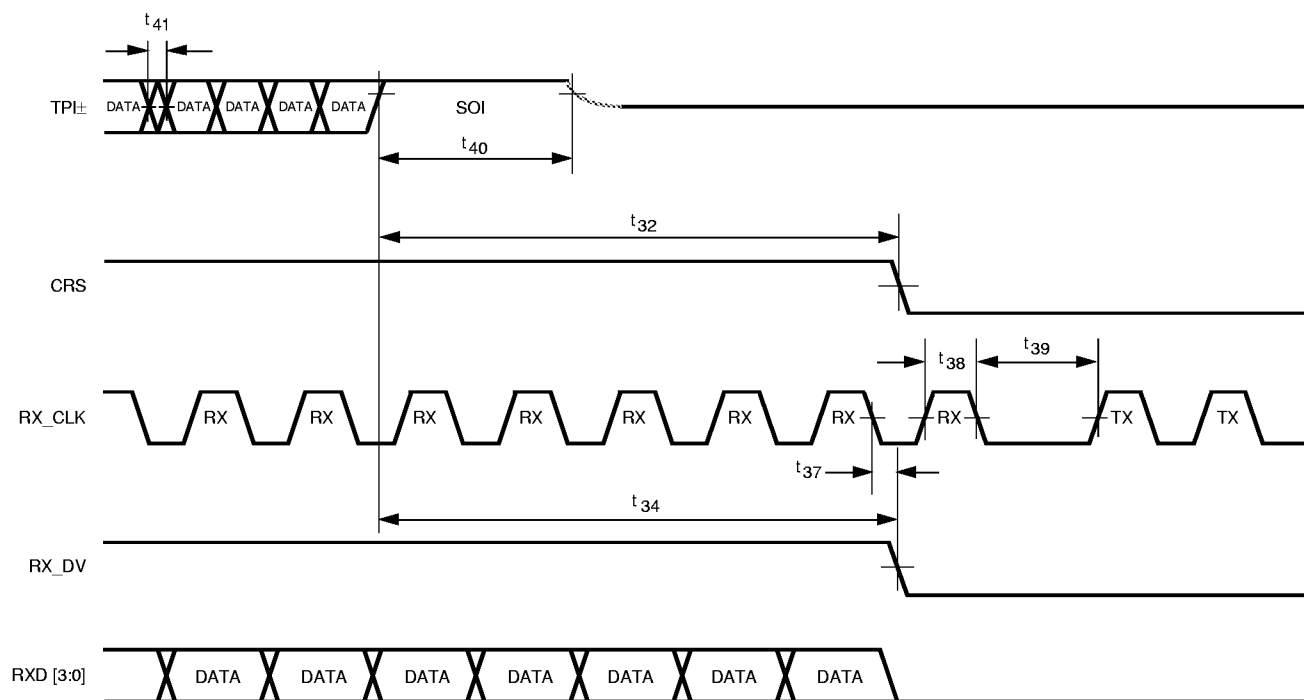 t41
TPI± DATA DATA DATA DATA DATA SOI
t40
t32
CRS
t38 t39
RX_CLK RX RX RX RX RX RX RX RX TX TX
t37
t34
RX_DV
RXD [3:0] DATA DATA DATA DATA DATA DATA DATA